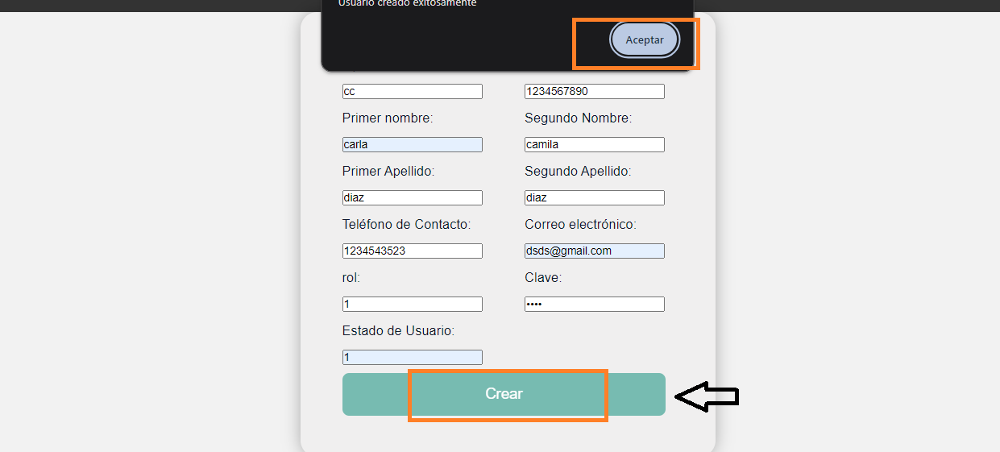 Usuario creado exitosamente
Aceptar
cc 1234567890
Primer nombre: Segundo Nombre:
carla camila
Primer Apellido: Segundo Apellido:
diaz diaz
Teléfono de Contacto: Correo electrónico:
1234543523 dsds@gmail.com
rol: Clave:
1 ••••
Estado de Usuario:
1
Crear